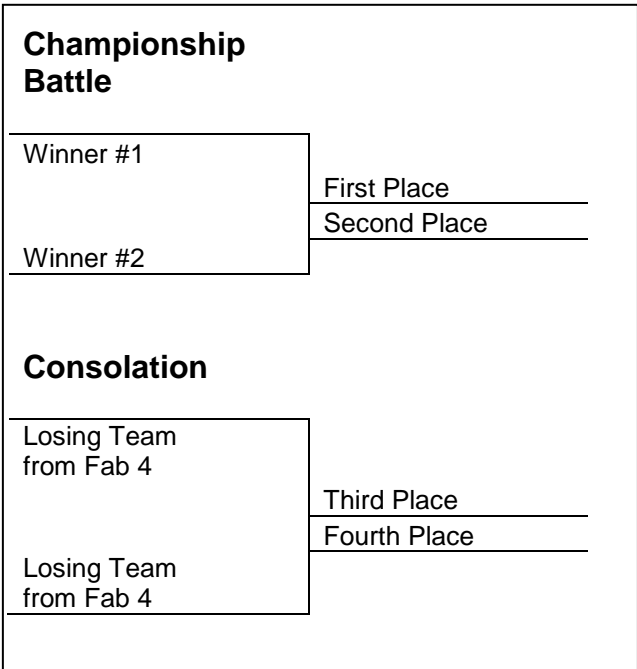 Championship
Battle
Winner #1
First Place
Second Place
Winner #2
Consolation
Losing Team
from Fab 4
Third Place
Fourth Place
Losing Team
from Fab 4